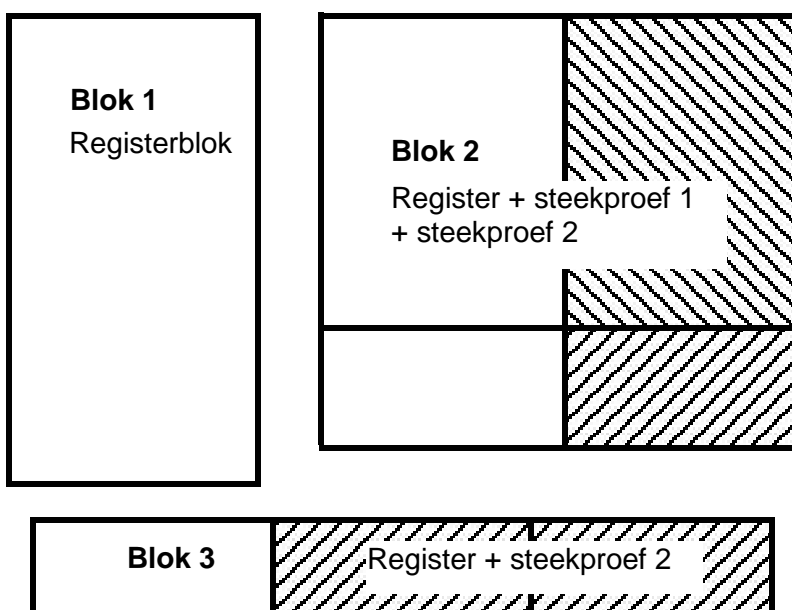 Blok 1
Registerblok
Blok 2
Register + steekproef 1
+ steekproef 2
Blok 3
Register + steekproef 2